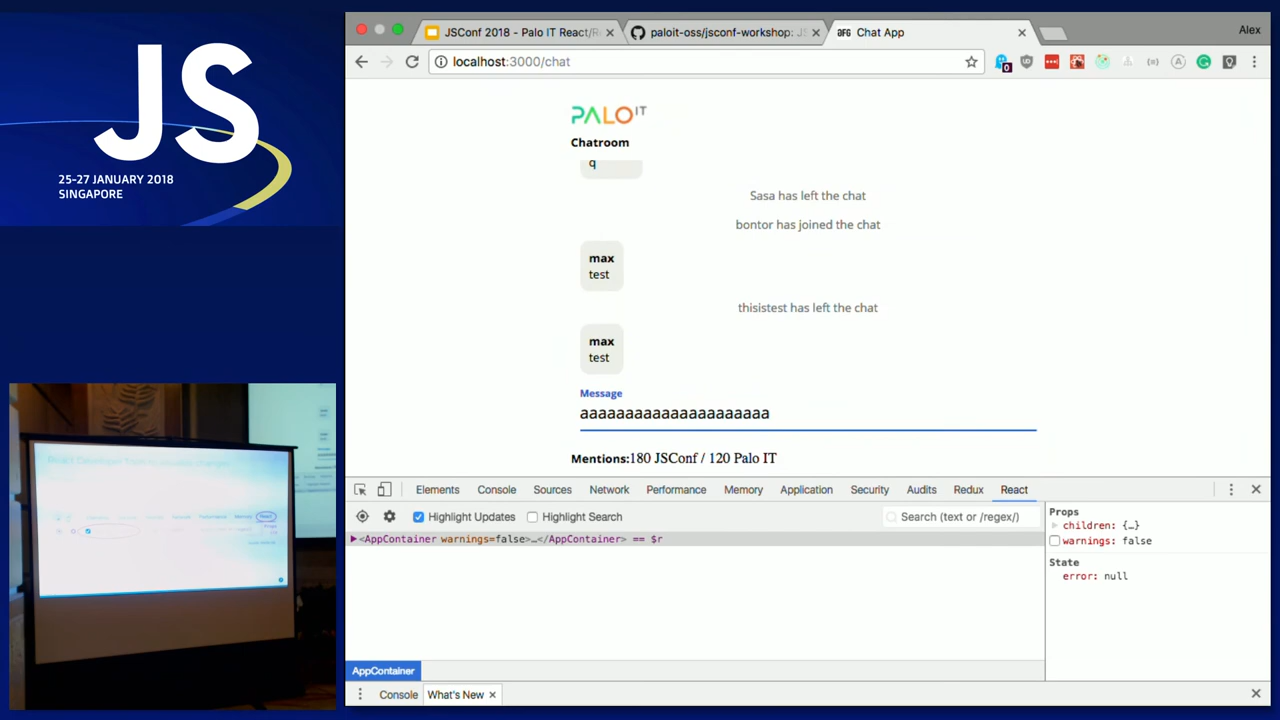 JS
25-27 JANUARY 2018
SINGAPORE
JSConf 2018 - Palo IT React/R
paloit-oss/jsconf-workshop: JS
Chat App
Alex
localhost:3000/chat
0
PALO IT
Chatroom
q
Sasa has left the chat
bontor has joined the chat
max
test
thisistest has left the chat
max
test
Message
aaaaaaaaaaaaaaaaaaaaa
Mentions:180 JSConf / 120 Palo IT
Elements Console Sources Network Performance Memory Application Security Audits Redux React
Highlight Updates Highlight Search Search (text or /regex/)
<AppContainer warnings=false>…</AppContainer> == $r
Props
children: {…}
warnings: false
State
error: null
AppContainer
Console What's New